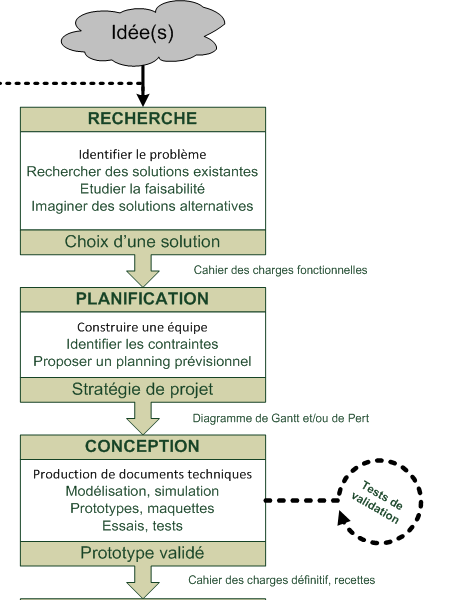 Idée(s)
RECHERCHE
Identifier le problème
Rechercher des solutions existantes
Etudier la faisabilité
Imaginer des solutions alternatives
Choix d'une solution
Cahier des charges fonctionnelles
PLANIFICATION
Construire une équipe
Identifier les contraintes
Proposer un planning prévisionnel
Stratégie de projet
Diagramme de Gantt et/ou de Pert
CONCEPTION
Production de documents techniques
Modélisation, simulation
Prototypes, maquettes
Essais, tests
Tests de
validation
Prototype validé
Cahier des charges définitif, recettes